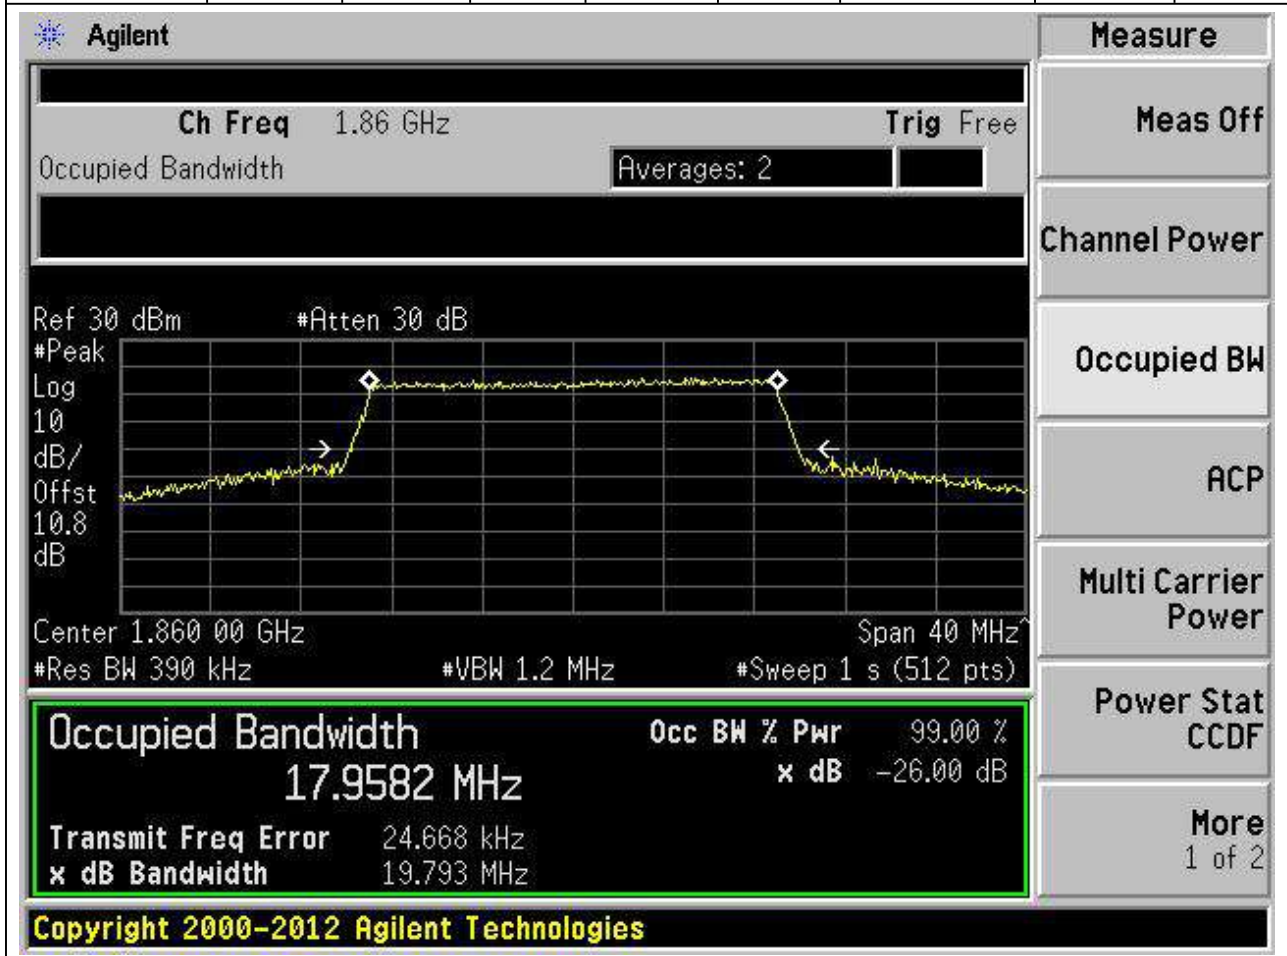 Agilent
Measure
Ch Freq 1.86 GHz Trig Free
Occupied Bandwidth Averages: 2
Ref 30 dBm #Atten 30 dB
#Peak
Log
10
dB/
Offst
10.8
dB
Center 1.860 00 GHz Span 40 MHz^
#Res BW 390 kHz #VBW 1.2 MHz #Sweep 1 s (512 pts)
Occupied Bandwidth
17.9582 MHz
Occ BW % Pwr 99.00 %
x dB -26.00 dB
Transmit Freq Error 24.668 kHz
x dB Bandwidth 19.793 MHz
Copyright 2000-2012 Agilent Technologies
Meas Off
Channel Power
Occupied BW
ACP
Multi Carrier
Power
Power Stat
CCDF
More
1 of 2